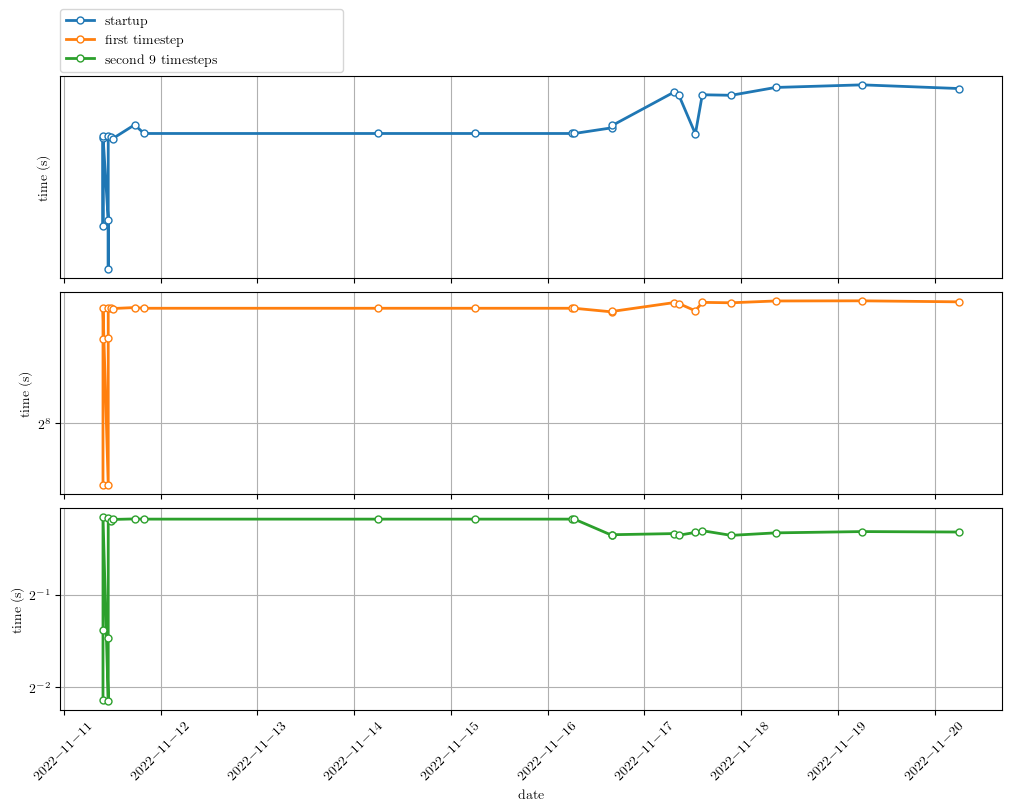 startup
first timestep
second 9 timesteps
time (s)
time (s)
2⁸
time (s)
2⁻¹
2⁻²
2022−11−11
2022−11−12
2022−11−13
2022−11−14
2022−11−15
2022−11−16
2022−11−17
2022−11−18
2022−11−19
2022−11−20
date